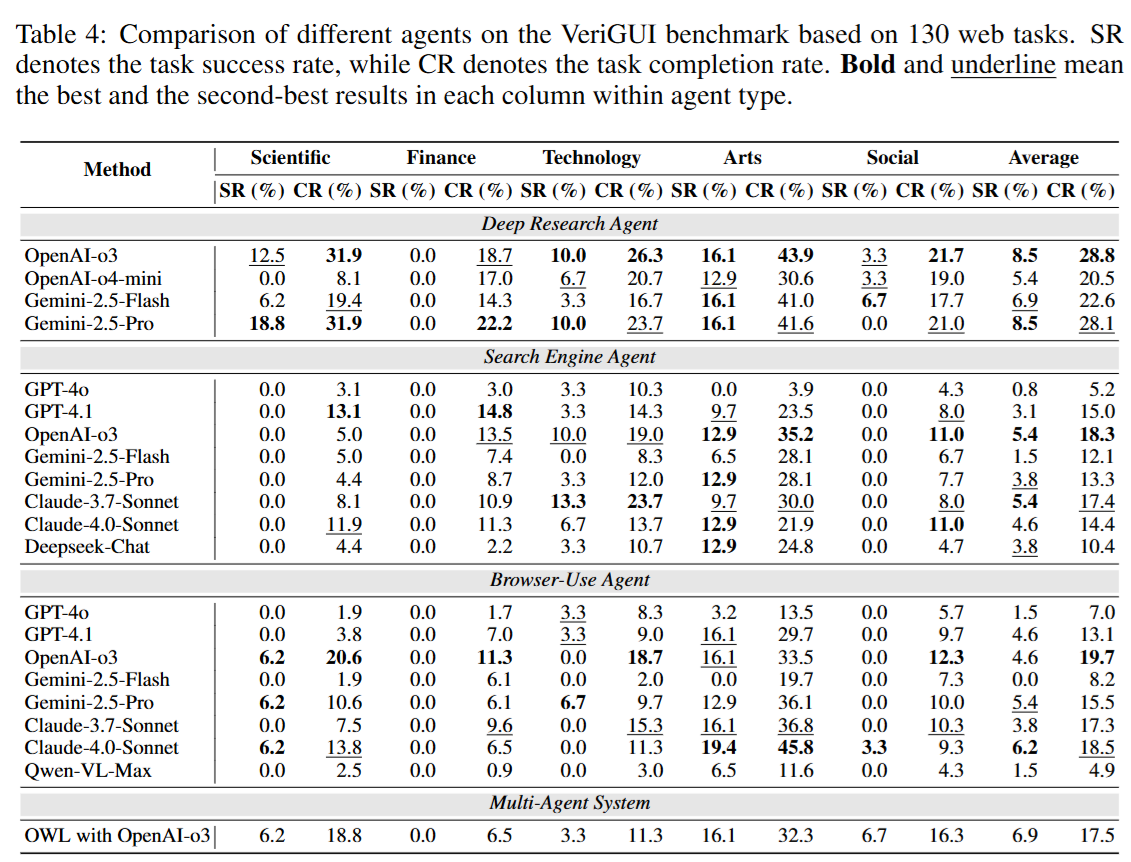 Table 4: Comparison of different agents on the VeriGUI benchmark based on 130 web tasks. SR
denotes the task success rate, while CR denotes the task completion rate. Bold and underline mean
the best and the second-best results in each column within agent type.
Method Scientific Finance Technology Arts Social Average
SR (%) CR (%) SR (%) CR (%) SR (%) CR (%) SR (%) CR (%) SR (%) CR (%) SR (%) CR (%)
Deep Research Agent
OpenAI-o3 12.5 31.9 0.0 18.7 10.0 26.3 16.1 43.9 3.3 21.7 8.5 28.8
OpenAI-o4-mini 0.0 8.1 0.0 17.0 6.7 20.7 12.9 30.6 3.3 19.0 5.4 20.5
Gemini-2.5-Flash 6.2 19.4 0.0 14.3 3.3 16.7 16.1 41.0 6.7 17.7 6.9 22.6
Gemini-2.5-Pro 18.8 31.9 0.0 22.2 10.0 23.7 16.1 41.6 0.0 21.0 8.5 28.1
Search Engine Agent
GPT-4o 0.0 3.1 0.0 3.0 3.3 10.3 0.0 3.9 0.0 4.3 0.8 5.2
GPT-4.1 0.0 13.1 0.0 14.8 3.3 14.3 9.7 23.5 0.0 8.0 3.1 15.0
OpenAI-o3 0.0 5.0 0.0 13.5 10.0 19.0 12.9 35.2 0.0 11.0 5.4 18.3
Gemini-2.5-Flash 0.0 5.0 0.0 7.4 0.0 8.3 6.5 28.1 0.0 6.7 1.5 12.1
Gemini-2.5-Pro 0.0 4.4 0.0 8.7 3.3 12.0 12.9 28.1 0.0 7.7 3.8 13.3
Claude-3.7-Sonnet 0.0 8.1 0.0 10.9 13.3 23.7 9.7 30.0 0.0 8.0 5.4 17.4
Claude-4.0-Sonnet 0.0 11.9 0.0 11.3 6.7 13.7 12.9 21.9 0.0 11.0 4.6 14.4
Deepseek-Chat 0.0 4.4 0.0 2.2 3.3 10.7 12.9 24.8 0.0 4.7 3.8 10.4
Browser-Use Agent
GPT-4o 0.0 1.9 0.0 1.7 3.3 8.3 3.2 13.5 0.0 5.7 1.5 7.0
GPT-4.1 0.0 3.8 0.0 7.0 3.3 9.0 16.1 29.7 0.0 9.7 4.6 13.1
OpenAI-o3 6.2 20.6 0.0 11.3 0.0 18.7 16.1 33.5 0.0 12.3 4.6 19.7
Gemini-2.5-Flash 0.0 1.9 0.0 6.1 0.0 2.0 0.0 19.7 0.0 7.3 0.0 8.2
Gemini-2.5-Pro 6.2 10.6 0.0 6.1 6.7 9.7 12.9 36.1 0.0 10.0 5.4 15.5
Claude-3.7-Sonnet 0.0 7.5 0.0 9.6 0.0 15.3 16.1 36.8 0.0 10.3 3.8 17.3
Claude-4.0-Sonnet 6.2 13.8 0.0 6.5 0.0 11.3 19.4 45.8 3.3 9.3 6.2 18.5
Qwen-VL-Max 0.0 2.5 0.0 0.9 0.0 3.0 6.5 11.6 0.0 4.3 1.5 4.9
Multi-Agent System
OWL with OpenAI-o3 6.2 18.8 0.0 6.5 3.3 11.3 16.1 32.3 6.7 16.3 6.9 17.5